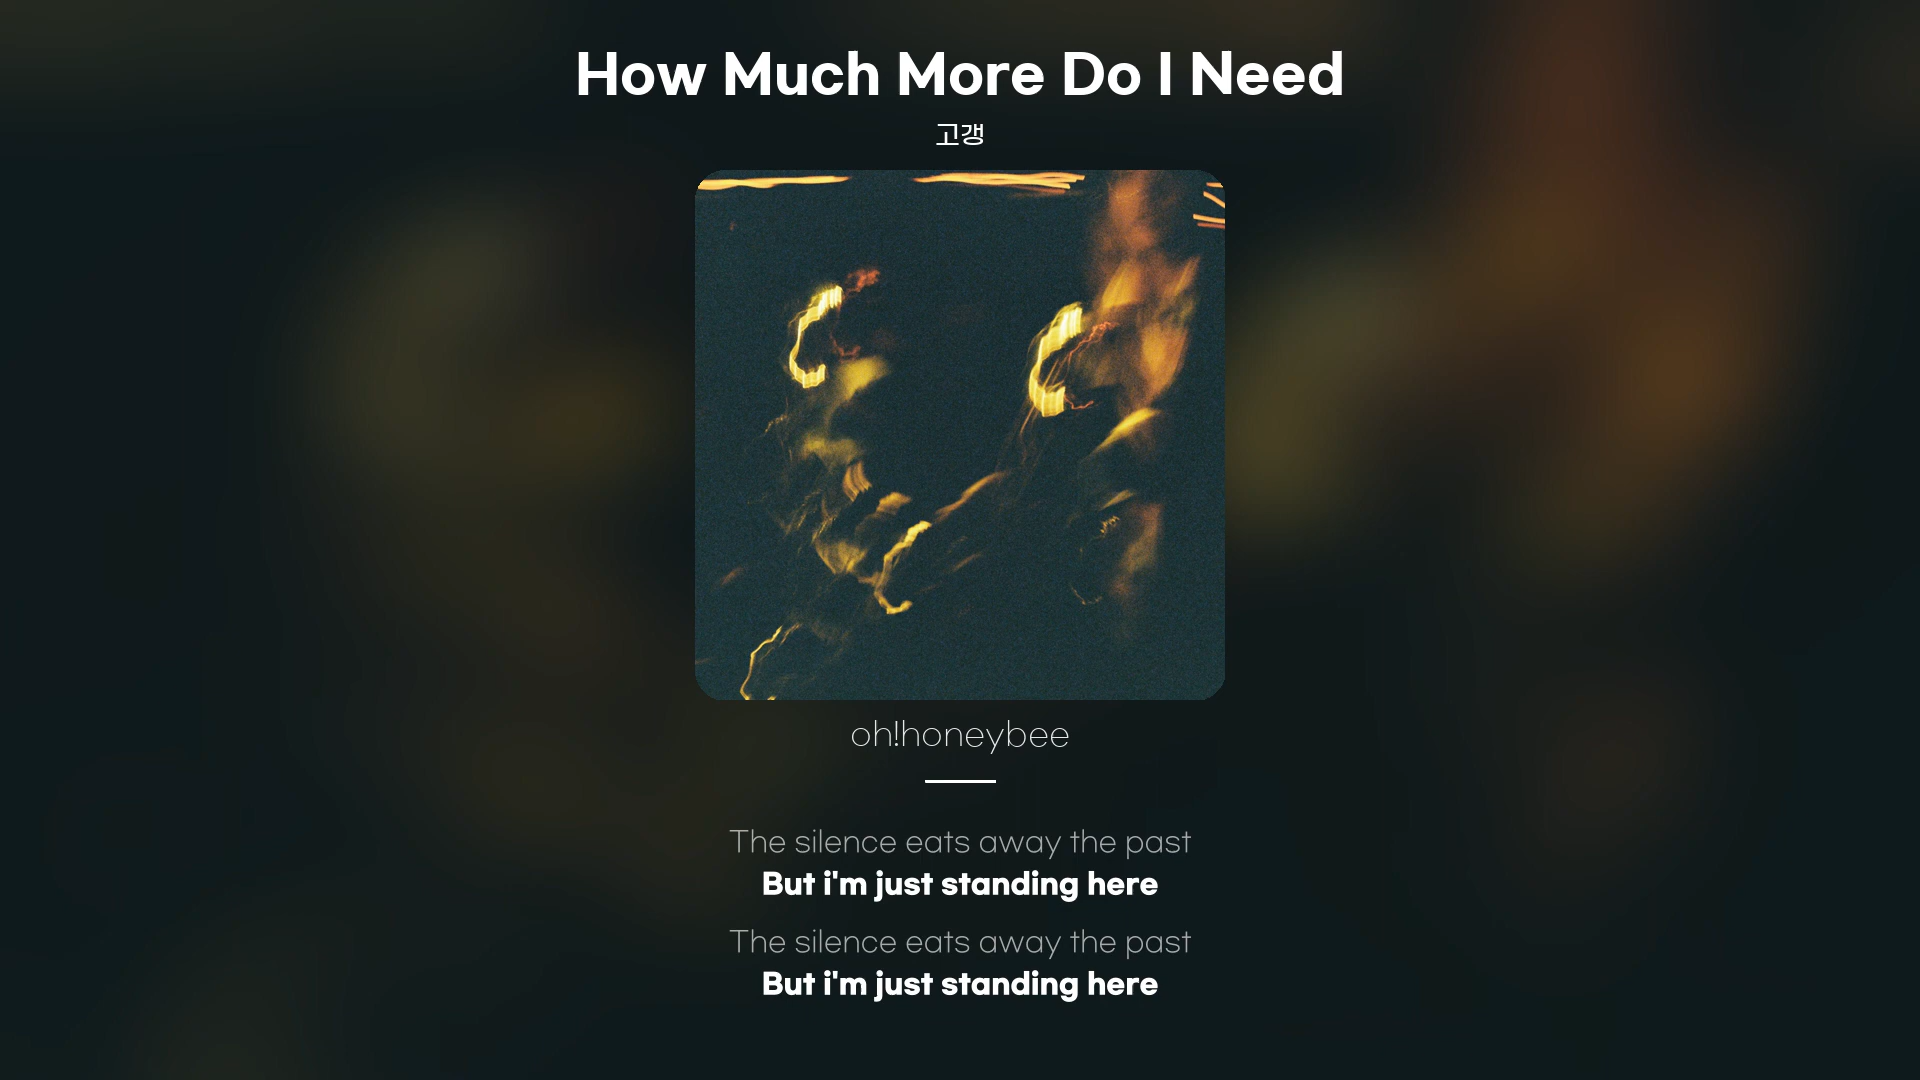 How Much More Do I Need
고갱
oh!honeybee
The silence eats away the past
But i'm just standing here
The silence eats away the past
But i'm just standing here